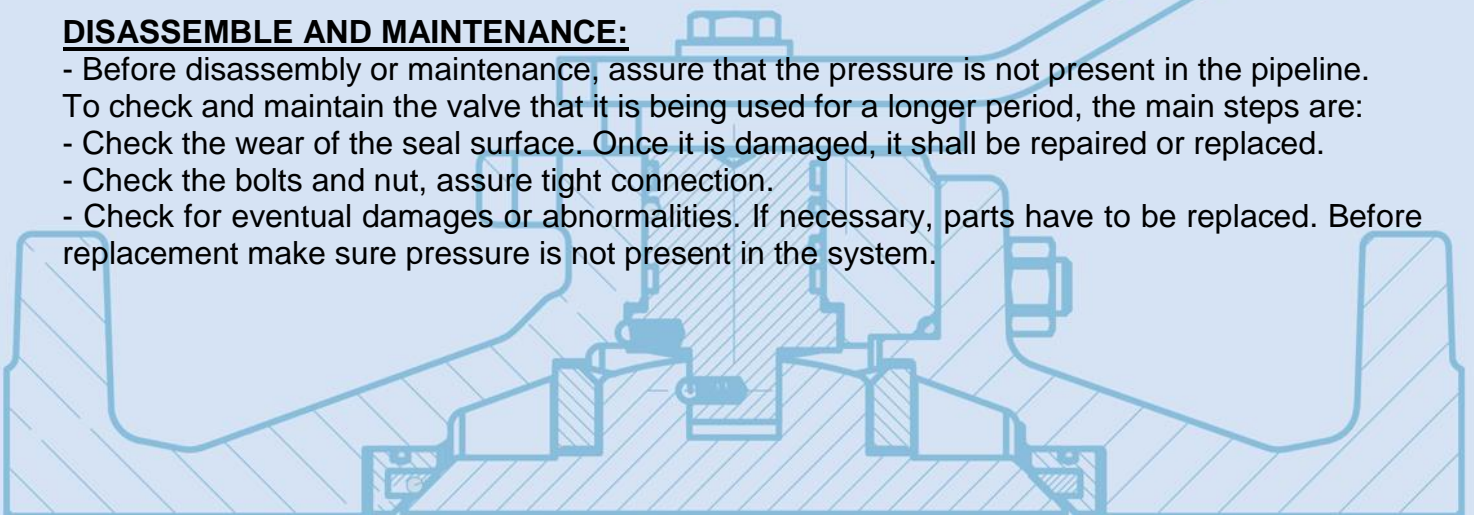 DISASSEMBLE AND MAINTENANCE:
- Before disassembly or maintenance, assure that the pressure is not present in the pipeline.
To check and maintain the valve that it is being used for a longer period, the main steps are:
- Check the wear of the seal surface. Once it is damaged, it shall be repaired or replaced.
- Check the bolts and nut, assure tight connection.
- Check for eventual damages or abnormalities. If necessary, parts have to be replaced. Before
replacement make sure pressure is not present in the system.